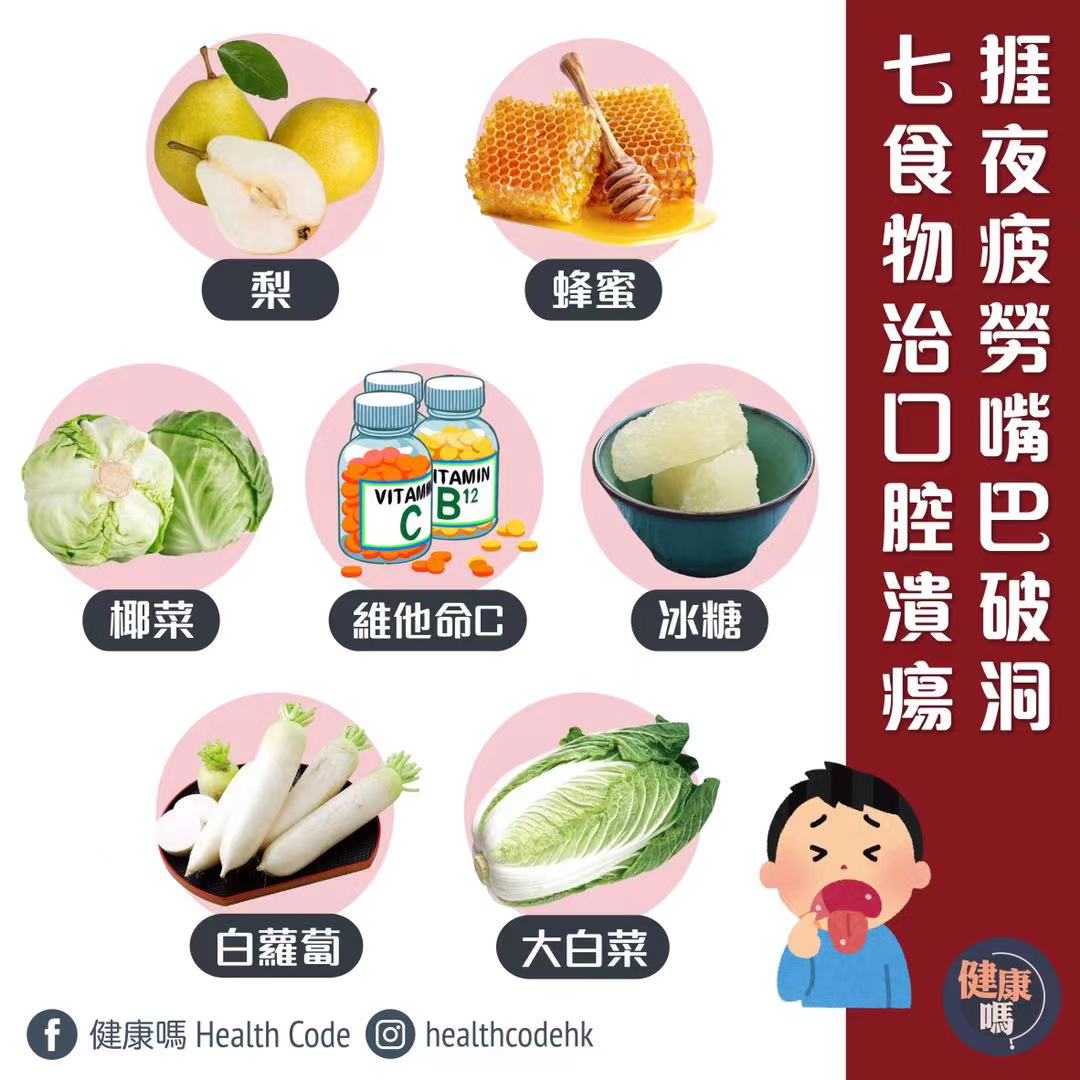 捱夜疲勞嘴巴破洞
七食物治口腔潰瘍
梨
蜂蜜
VITAMIN
C
VITAMIN
B12
椰菜
維他命C
冰糖
白蘿蔔
大白菜
健康嗎 Health Code
healthcodehk
健康
嗎